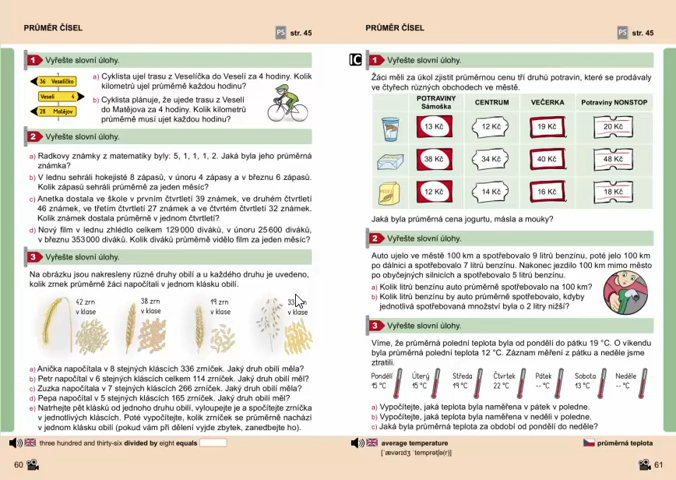 PRŮMĚR ČÍSEL
PS str. 45
1 Vyřešte slovní úlohy.
36 Veselíčko
Veselí 4
28 Matějov
a) Cyklista ujel trasu z Veselíčka do Veselí za 4 hodiny. Kolik
kilometrů ujel průměrně každou hodinu?
b) Cyklista plánuje, že ujede trasu z Veselí
do Matějova za 4 hodiny. Kolik kilometrů
průměrně musí ujet každou hodinu?
2 Vyřešte slovní úlohy.
a) Radkovy známky z matematiky byly: 5, 1, 1, 1, 2. Jaká byla jeho průměrná
známka?
b) V lednu sehráli hokejisté 8 zápasů, v únoru 4 zápasy a v březnu 6 zápasů.
Kolik zápasů sehráli průměrně za jeden měsíc?
c) Anetka dostala ve škole v prvním čtvrtletí 39 známek, ve druhém čtvrtletí
46 známek, ve třetím čtvrtletí 27 známek a ve čtvrtém čtvrtletí 32 známek.
Kolik známek dostala průměrně v jednom čtvrtletí?
d) Nový film v lednu zhlédlo celkem 129 000 diváků, v únoru 25 600 diváků,
v březnu 353 000 diváků. Kolik diváků průměrně vidělo film za jeden měsíc?
3 Vyřešte slovní úlohy.
Na obrázku jsou nakresleny různé druhy obilí a u každého druhu je uvedeno,
kolik zrnek průměrně žáci napočítali v jednom klásku obilí.
42 zrn
v klase
38 zrn
v klase
19 zrn
v klase
33 zrn
v klase
a) Anička napočítala v 8 stejných kláscích 336 zrníček. Jaký druh obilí měla?
b) Petr napočítal v 6 stejných kláscích celkem 114 zrníček. Jaký druh obilí měl?
c) Zuzka napočítala v 7 stejných kláscích 266 zrníček. Jaký druh obilí měla?
d) Pepa napočítal v 5 stejných kláscích 165 zrníček. Jaký druh obilí měl?
e) Natrhejte pět klásků od jednoho druhu obilí, vyloupejte je a spočítejte zrníčka
v jednotlivých kláscích. Poté vypočítejte, kolik zrníček se průměrně nachází
v jednom klásku obilí (pokud vám při dělení vyjde zbytek, zanedbejte ho).
three hundred and thirty-six divided by eight equals
60
PRŮMĚR ČÍSEL
PS str. 45
IC
1 Vyřešte slovní úlohy.
Žáci měli za úkol zjistit průměrnou cenu tří druhů potravin, které se prodávaly
ve čtyřech různých obchodech ve městě.
POTRAVINY Sámoška CENTRUM VEČERKA Potraviny NONSTOP
13 Kč 12 Kč 19 Kč 20 Kč
38 Kč 34 Kč 40 Kč 48 Kč
12 Kč 14 Kč 16 Kč 18 Kč
Jaká byla průměrná cena jogurtu, másla a mouky?
2 Vyřešte slovní úlohy.
Auto ujelo ve městě 100 km a spotřebovalo 9 litrů benzínu, poté jelo 100 km
po dálnici a spotřebovalo 7 litrů benzínu. Nakonec jezdilo 100 km mimo město
po obyčejných silnicích a spotřebovalo 5 litrů benzínu.
a) Kolik litrů benzínu auto průměrně spotřebovalo na 100 km?
b) Kolik litrů benzínu by auto průměrně spotřebovalo, kdyby
jednotlivá spotřebovaná množství byla o 2 litry nižší?
3 Vyřešte slovní úlohy.
Víme, že průměrná polední teplota byla od pondělí do pátku 19 °C. O víkendu
byla průměrná polední teplota 12 °C. Záznam měření z pátku a neděle jsme
ztratili.
Pondělí Úterý Středa Čtvrtek Pátek Sobota Neděle
15 °C 15 °C 19 °C 22 °C -- °C 13 °C -- °C
a) Vypočítejte, jaká teplota byla naměřena v pátek v poledne.
b) Vypočítejte, jaká teplota byla naměřena v neděli v poledne.
c) Jaká byla průměrná teplota za období od pondělí do neděle?
average temperature
průměrná teplota
[ˈævərɪdʒ ˈtemprətʃə(r)]
61